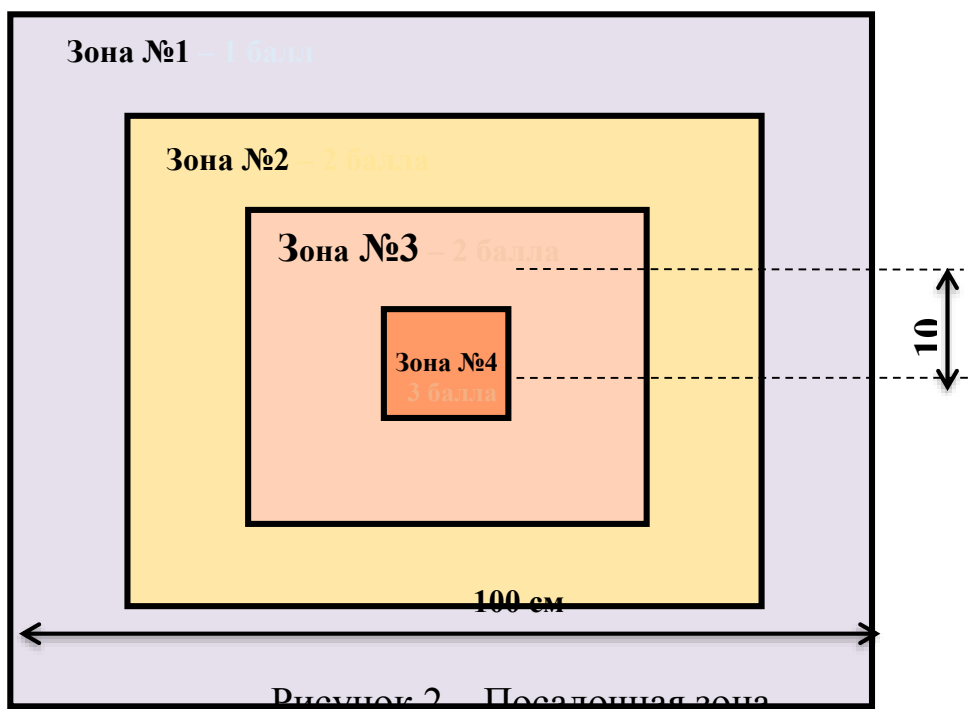 Зона №1 – 1 балл
Зона №2 – 2 балла
Зона №3 – 2 балла
Зона №4
3 балла
10
100 см
Рисунок 2 – Посадочная зона